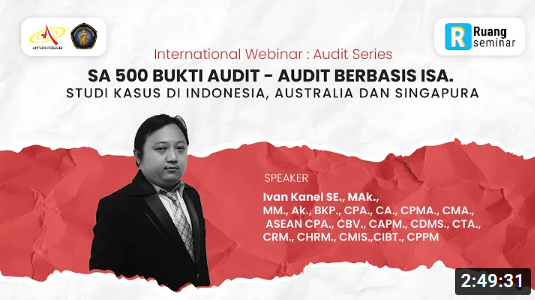 Ruang
seminar
International Webinar : Audit Series
SA 500 BUKTI AUDIT - AUDIT BERBASIS ISA.
STUDI KASUS DI INDONESIA, AUSTRALIA DAN SINGAPURA
SPEAKER
Ivan Kanel SE., MAk.,
MM., Ak., BKP., CPA., CA., CPMA., CMA.,
ASEAN CPA., CBV., CAPM., CDMS., CTA.,
CRM., CHRM., CMIS.,CIBT., CPPM
2:49:31